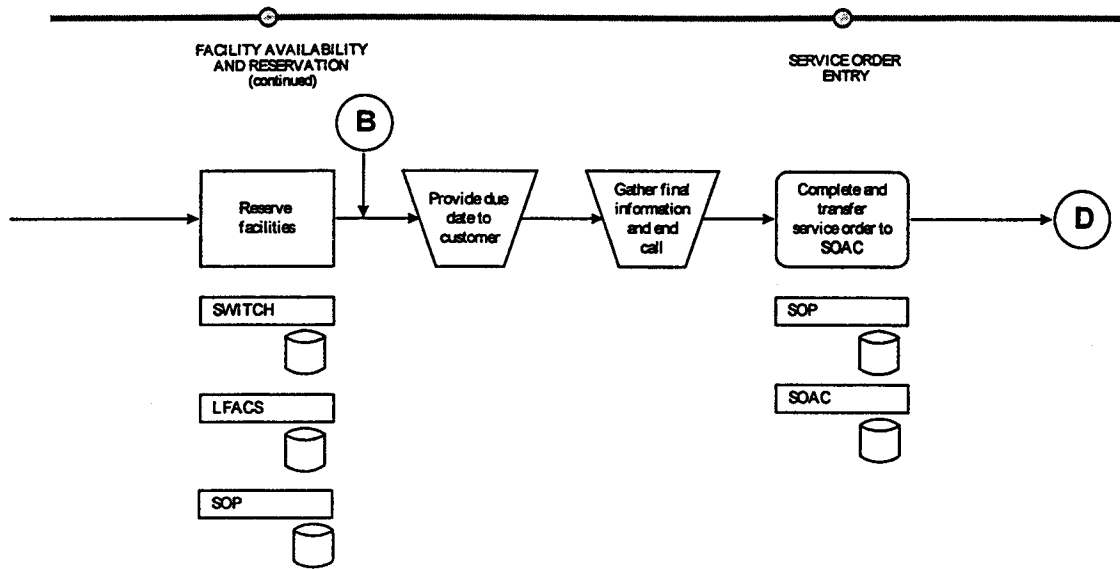 FACILITY AVAILABILITY
AND RESERVATION
(continued)
SERVICE ORDER
ENTRY
B
Reserve
facilities
Provide due
date to
customer
Gather final
information
and end
call
Complete and
transfer
service order to
SOAC
D
SWITCH
LFACS
SOP
SOP
SOAC